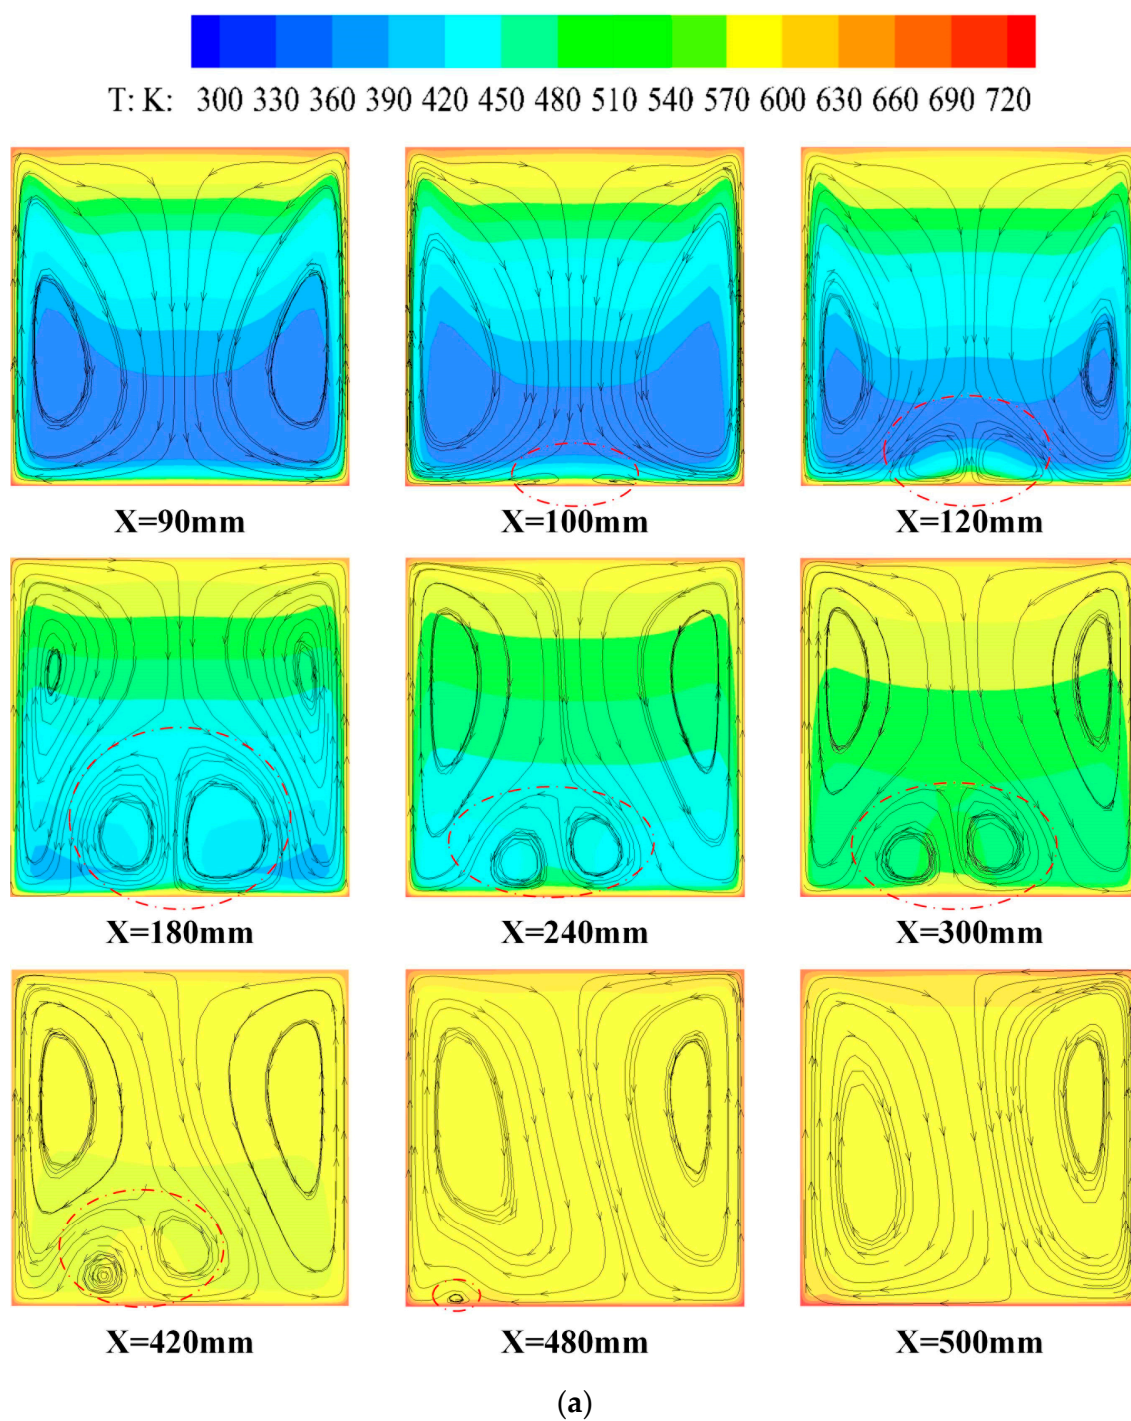 T: K: 300 330 360 390 420 450 480 510 540 570 600 630 660 690 720
X=90mm X=100mm X=120mm
X=180mm X=240mm X=300mm
X=420mm X=480mm X=500mm
(a)